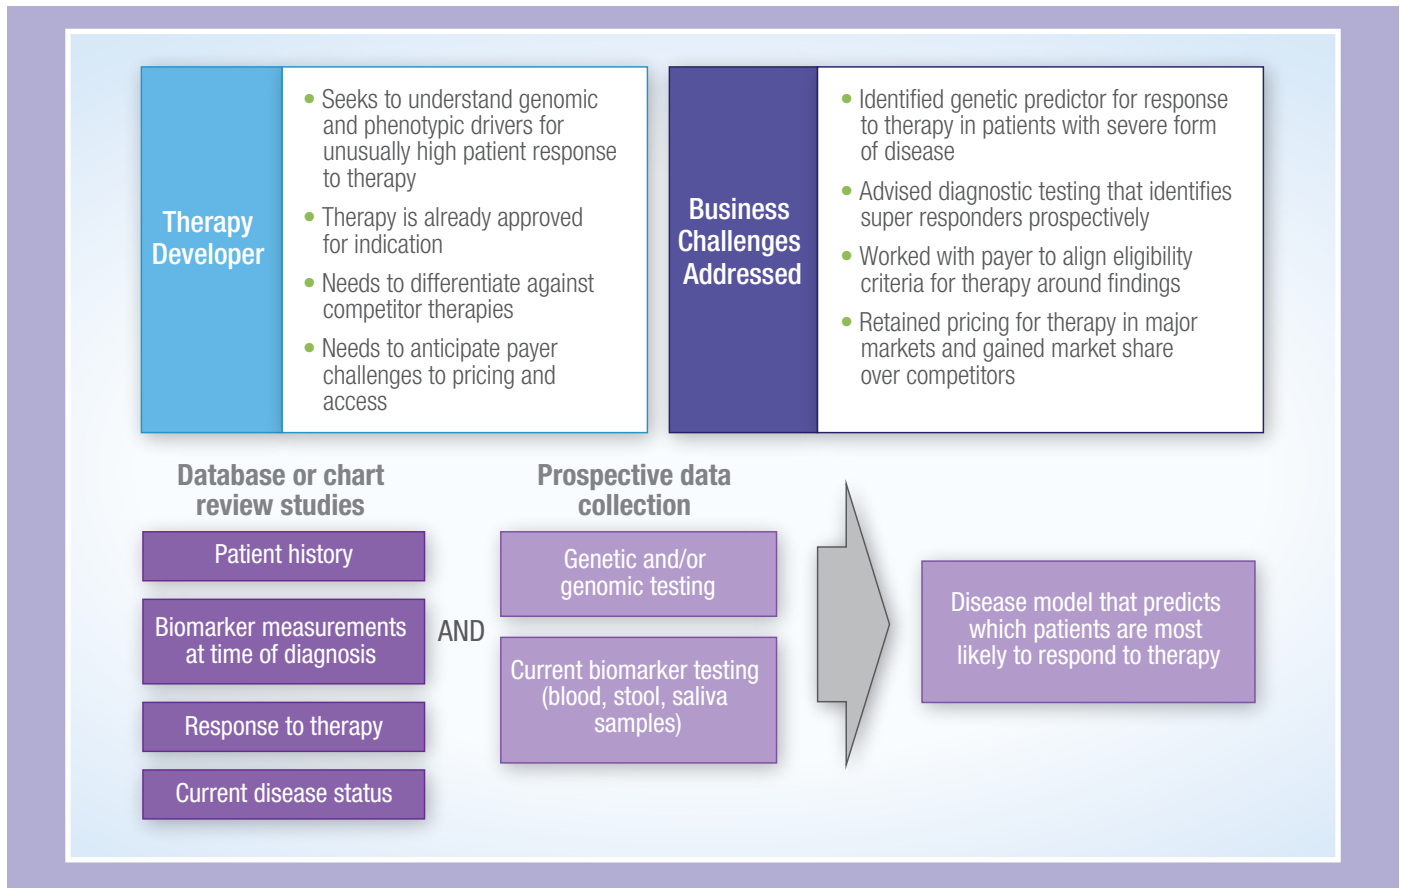 Therapy
Developer
• Seeks to understand genomic
and phenotypic drivers for
unusually high patient response
to therapy
• Therapy is already approved
for indication
• Needs to differentiate against
competitor therapies
• Needs to anticipate payer
challenges to pricing and
access
Business
Challenges
Addressed
• Identified genetic predictor for response
to therapy in patients with severe form
of disease
• Advised diagnostic testing that identifies
super responders prospectively
• Worked with payer to align eligibility
criteria for therapy around findings
• Retained pricing for therapy in major
markets and gained market share
over competitors
Database or chart
review studies
Patient history
Biomarker measurements
at time of diagnosis
Response to therapy
Current disease status
AND
Prospective data
collection
Genetic and/or
genomic testing
Current biomarker testing
(blood, stool, saliva
samples)
Disease model that predicts
which patients are most
likely to respond to therapy